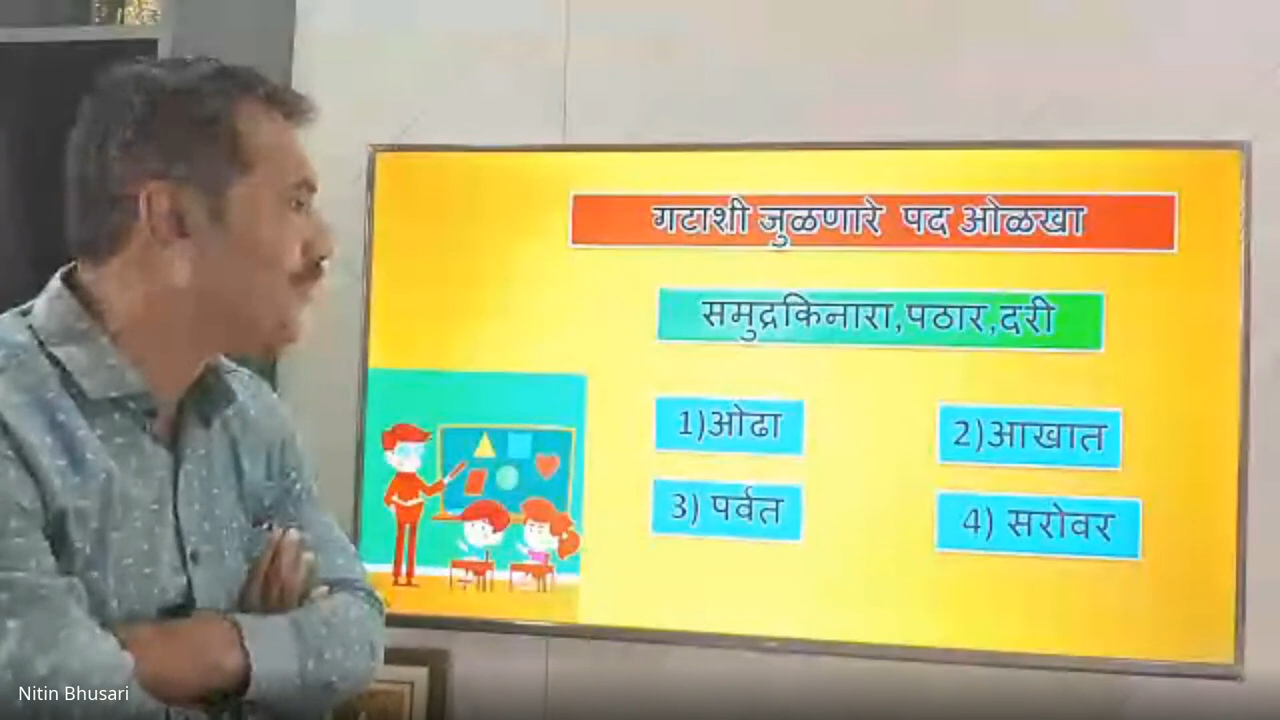 गटाशी जुळणारे पद ओळखा
समुद्रकिनारा,पठार,दरी
1)ओढा
2)आखात
3) पर्वत
4) सरोवर
Nitin Bhusari